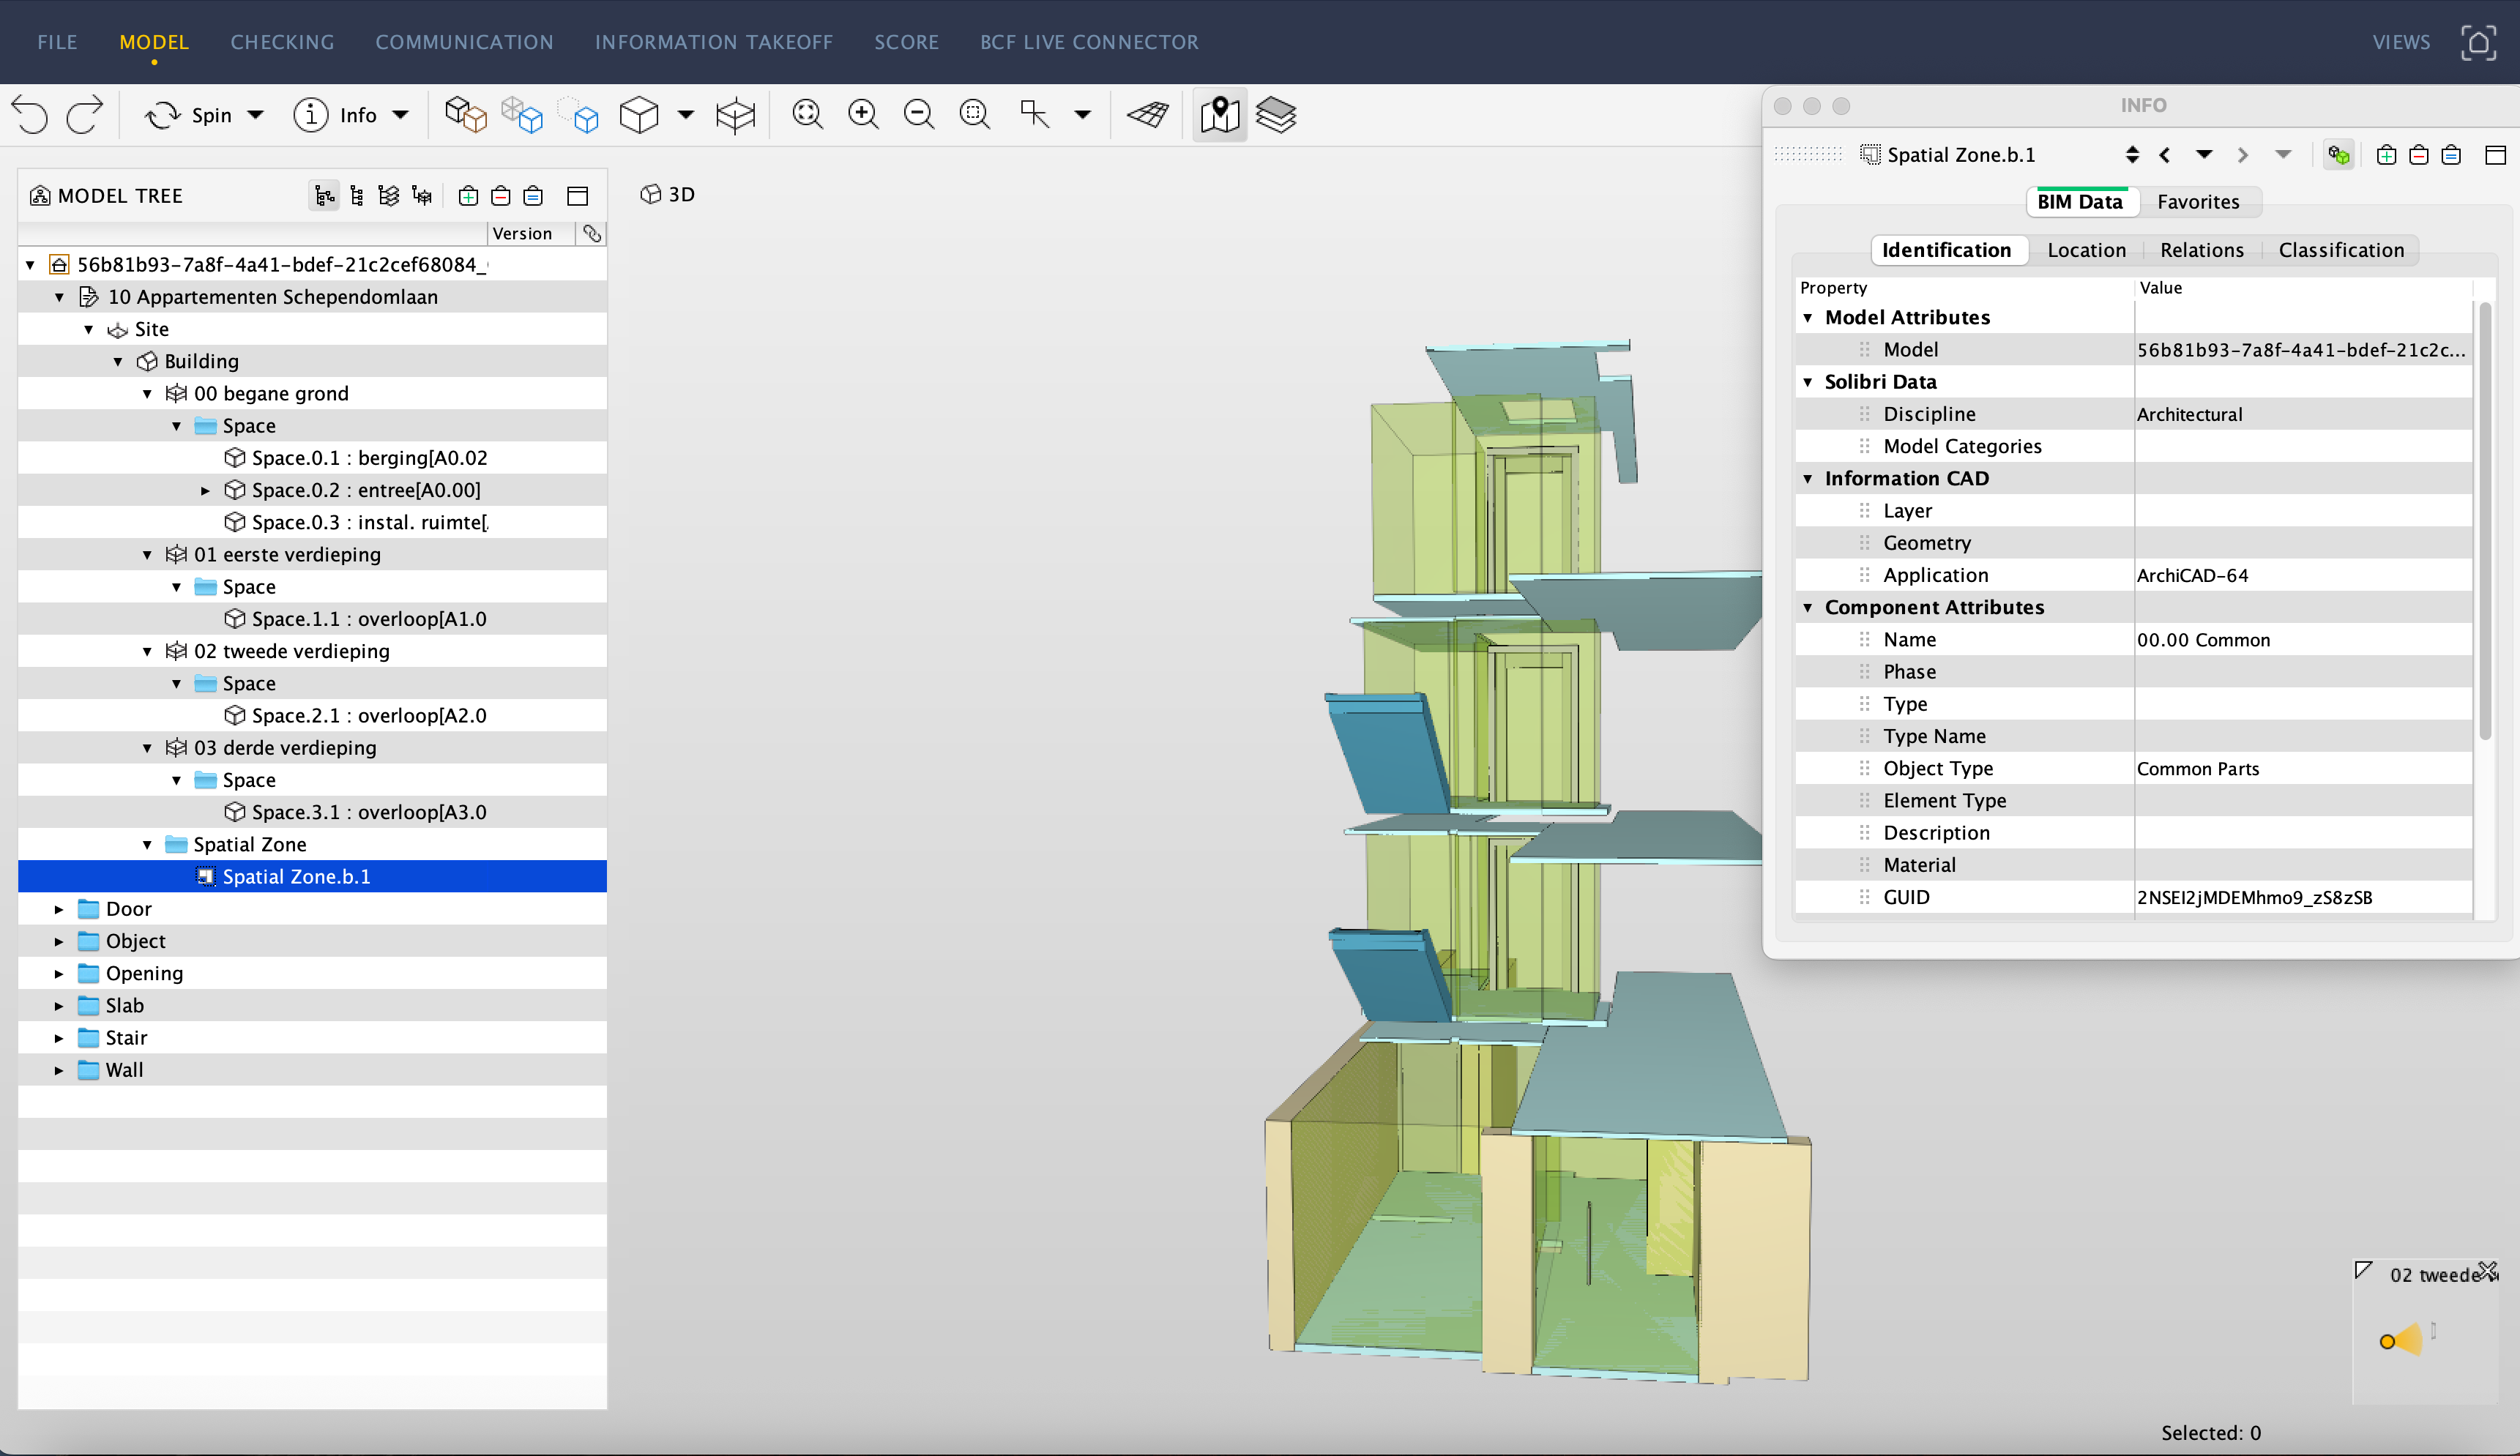 FILE MODEL CHECKING COMMUNICATION INFORMATION TAKEOFF SCORE BCF LIVE CONNECTOR VIEWS
Spin Info
MODEL TREE
Version
56b81b93-7a8f-4a41-bdef-21c2cef68084_
10 Appartementen Schependomlaan
Site
Building
00 begane grond
Space
Space.0.1 : berging[A0.02
Space.0.2 : entree[A0.00]
Space.0.3 : instal. ruimte[
01 eerste verdieping
Space
Space.1.1 : overloop[A1.0
02 tweede verdieping
Space
Space.2.1 : overloop[A2.0
03 derde verdieping
Space
Space.3.1 : overloop[A3.0
Spatial Zone
Spatial Zone.b.1
Door
Object
Opening
Slab
Stair
Wall
3D
INFO
Spatial Zone.b.1
BIM Data Favorites
Identification Location Relations Classification
Property Value
Model Attributes
Model 56b81b93-7a8f-4a41-bdef-21c2c...
Solibri Data
Discipline Architectural
Model Categories
Information CAD
Layer
Geometry
Application ArchiCAD-64
Component Attributes
Name 00.00 Common
Phase
Type
Type Name
Object Type Common Parts
Element Type
Description
Material
GUID 2NSEI2jMDEMhmo9_zS8zSB
02 tweede
Selected: 0